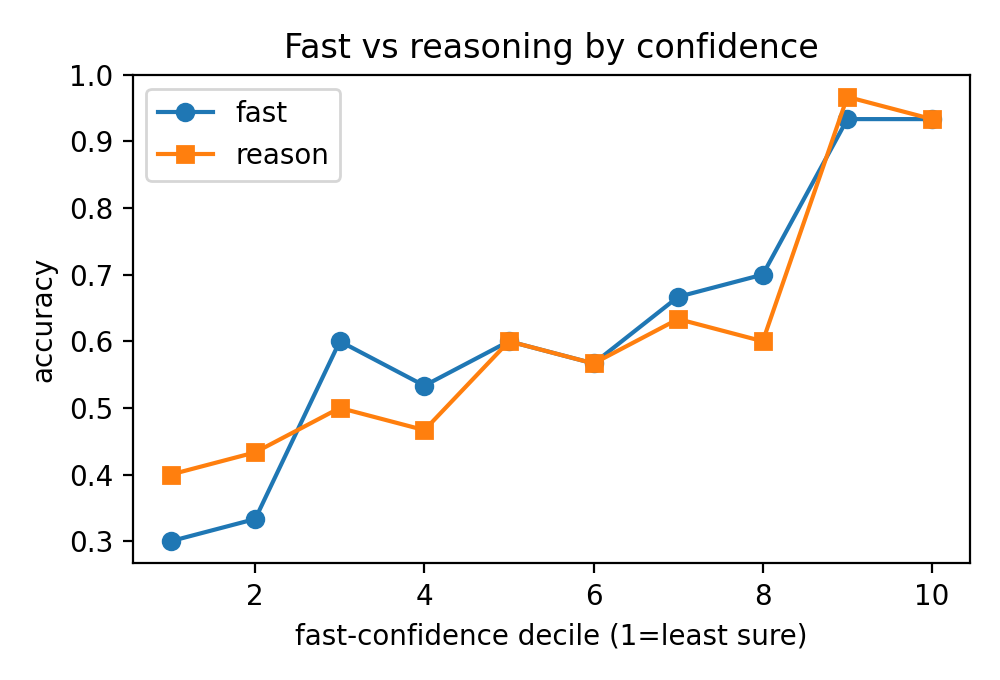 Fast vs reasoning by confidence
1.0
0.9
0.8
0.7
0.6
0.5
0.4
0.3
accuracy
fast
reason
2 4 6 8 10
fast-confidence decile (1=least sure)